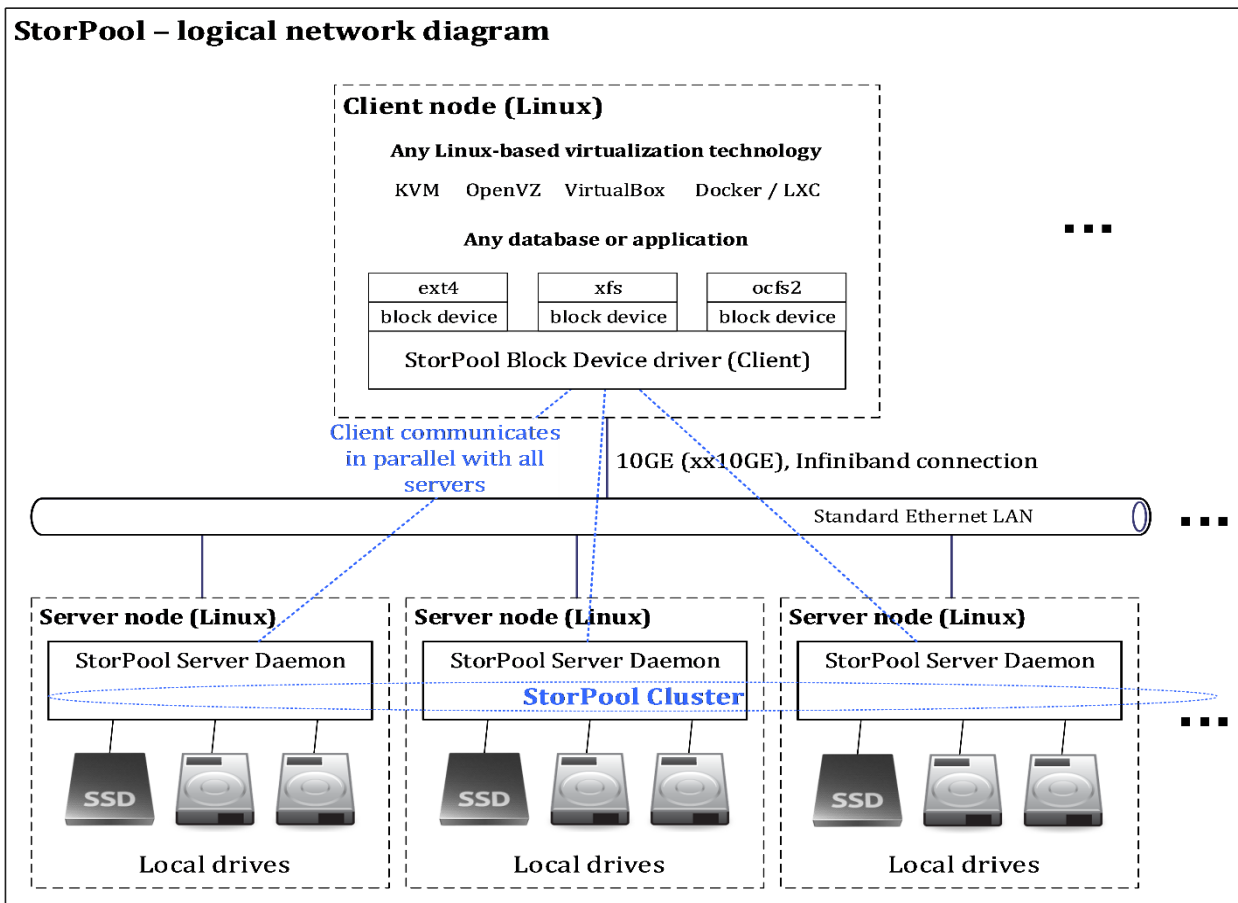 StorPool – logical network diagram
Client node (Linux)
Any Linux-based virtualization technology
KVM OpenVZ VirtualBox Docker / LXC
...
Any database or application
ext4 xfs ocfs2
block device block device block device
StorPool Block Device driver (Client)
Client communicates
in parallel with all
servers
10GE (xx10GE), Infiniband connection
Standard Ethernet LAN
...
Server node (Linux) Server node (Linux) Server node (Linux)
StorPool Server Daemon StorPool Server Daemon StorPool Server Daemon
StorPool Cluster
...
SSD SSD SSD
Local drives Local drives Local drives